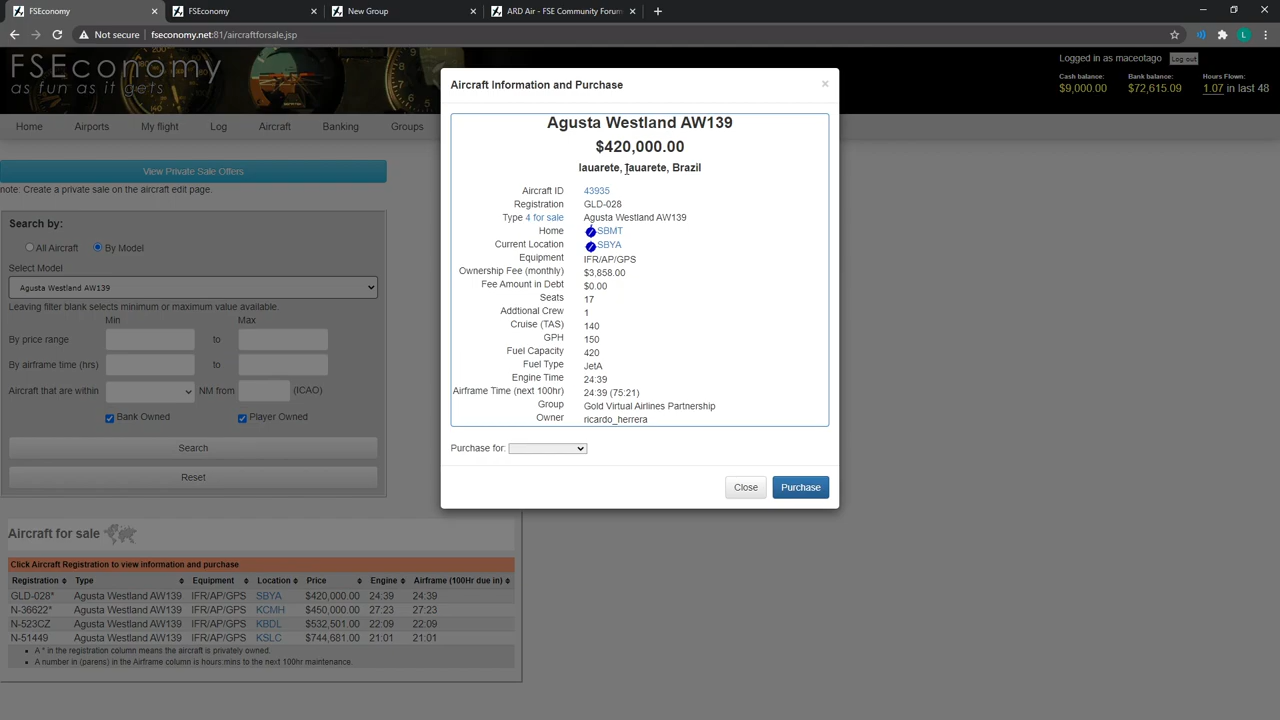 FSEconomy
FSEconomy
New Group
ARD Air - FSE Community Forum
Not secure | fseconomy.net:81/aircraftforsale.jsp
L
FSEconomy
as fun as it gets
Logged in as maceotago Log out
Cash balance: Bank balance: Hours Flown:
$9,000.00 $72,615.09 1.07 in last 48
Home Airports My flight Log Aircraft Banking Groups
View Private Sale Offers
note: Create a private sale on the aircraft edit page.
Search by:
All Aircraft By Model
Select Model
Agusta Westland AW139
Leaving filter blank selects minimum or maximum value available.
Min Max
By price range to
By airframe time (hrs) to
Aircraft that are within NM from (ICAO)
Bank Owned Player Owned
Search
Reset
Aircraft for sale
Click Aircraft Registration to view information and purchase
Registration Type Equipment Location Price Engine Airframe (100Hr due in)
GLD-028* Agusta Westland AW139 IFR/AP/GPS SBYA $420,000.00 24:39 24:39
N-36622* Agusta Westland AW139 IFR/AP/GPS KCMH $450,000.00 27:23 27:23
N-523CZ Agusta Westland AW139 IFR/AP/GPS KBDL $532,501.00 22:09 22:09
N-51449 Agusta Westland AW139 IFR/AP/GPS KSLC $744,681.00 21:01 21:01
A * in the registration column means the aircraft is privately owned.
A number in (parens) in the Airframe column is hours:mins to the next 100hr maintenance.
Aircraft Information and Purchase ×
Agusta Westland AW139
$420,000.00
Iauarete, Iauarete, Brazil
Aircraft ID 43935
Registration GLD-028
Type 4 for sale Agusta Westland AW139
Home SBMT
Current Location SBYA
Equipment IFR/AP/GPS
Ownership Fee (monthly) $3,858.00
Fee Amount in Debt $0.00
Seats 17
Addtional Crew 1
Cruise (TAS) 140
GPH 150
Fuel Capacity 420
Fuel Type JetA
Engine Time 24:39
Airframe Time (next 100hr) 24:39 (75:21)
Group Gold Virtual Airlines Partnership
Owner ricardo_herrera
Purchase for:
Close Purchase